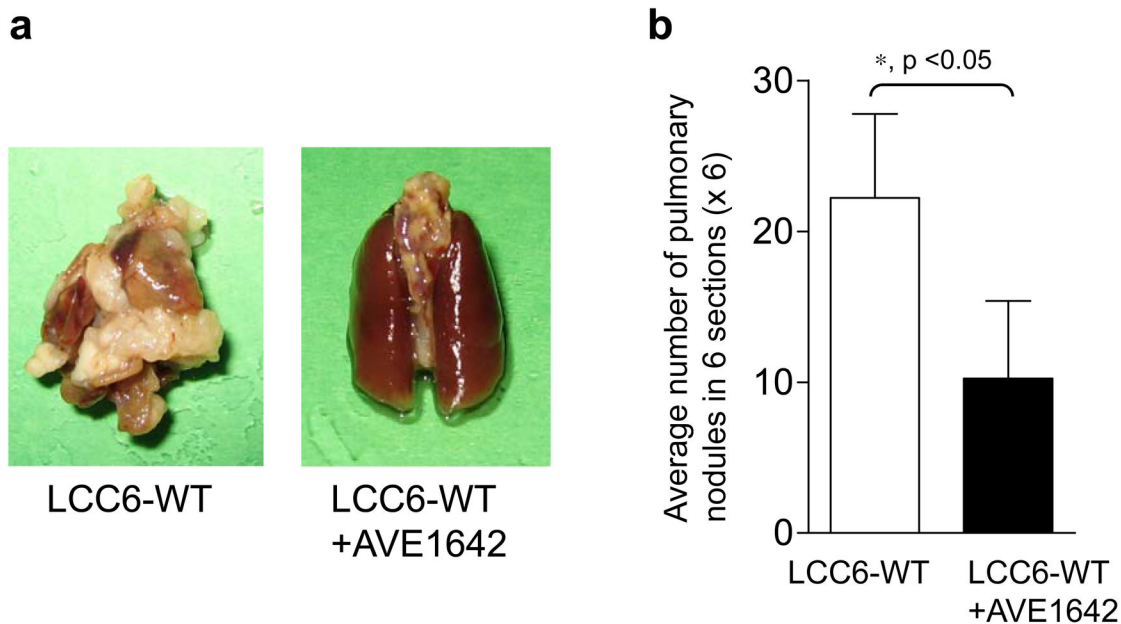 a
LCC6-WT
LCC6-WT
+AVE1642
b
*, p <0.05
Average number of pulmonary
nodules in 6 sections (x 6)
30
20
10
0
LCC6-WT
LCC6-WT
+AVE1642